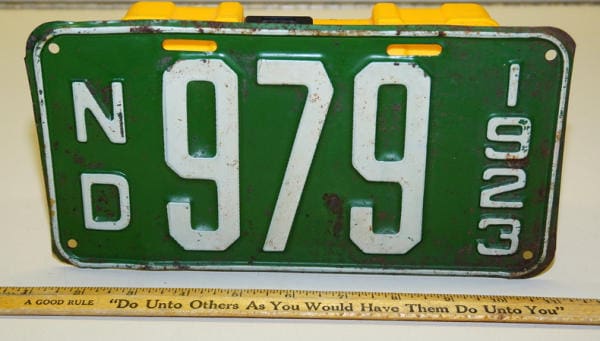 ND 979 1923
A GOOD RULE "Do Unto Others As You Would Have Them Do Unto You"